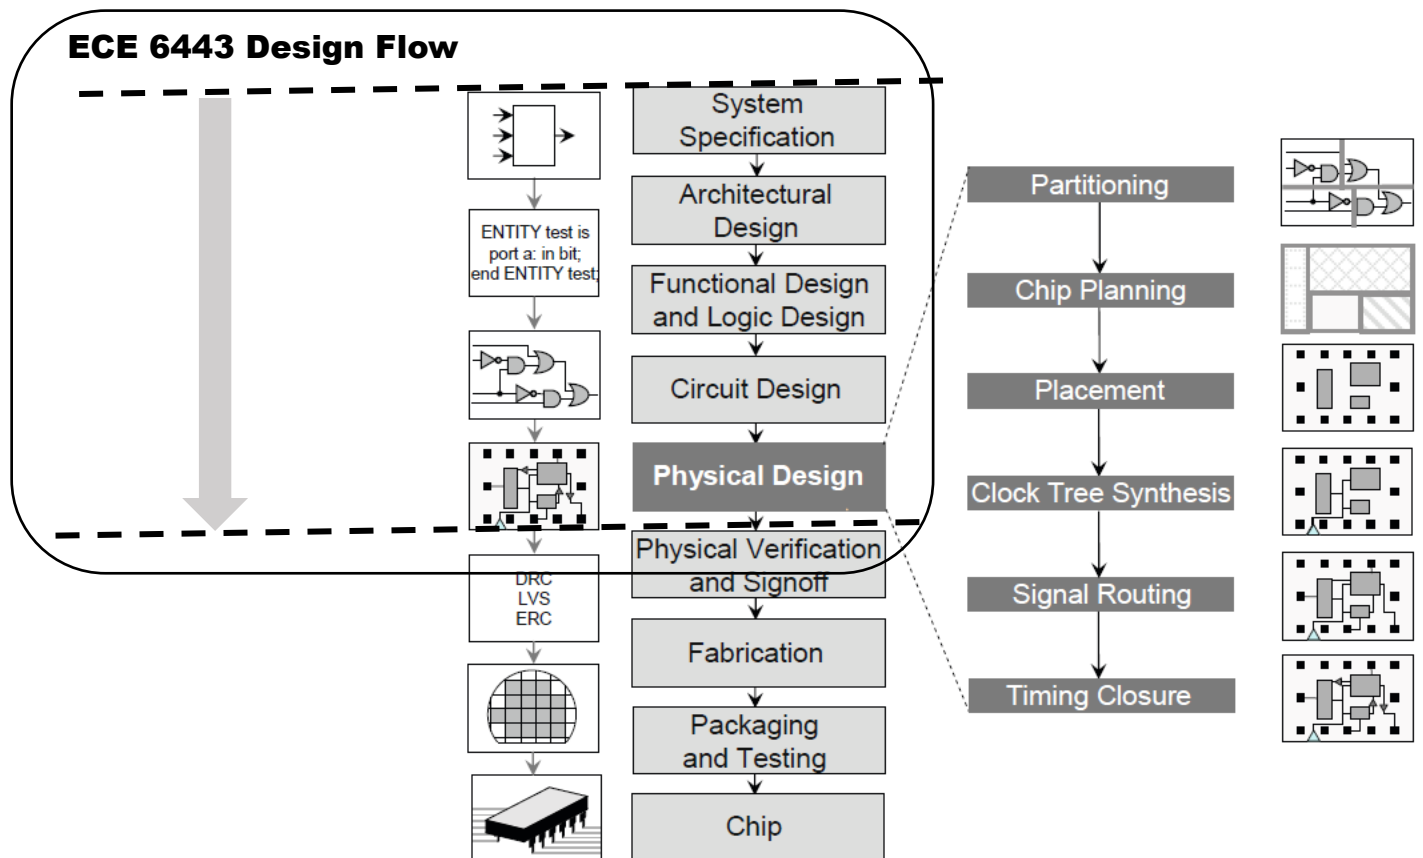 ECE 6443 Design Flow
System
Specification
Architectural
Design
Functional Design
and Logic Design
Circuit Design
Physical Design
Physical Verification
and Signoff
Fabrication
Packaging
and Testing
Chip
ENTITY test is
port a: in bit;
end ENTITY test;
DRC
LVS
ERC
Partitioning
Chip Planning
Placement
Clock Tree Synthesis
Signal Routing
Timing Closure